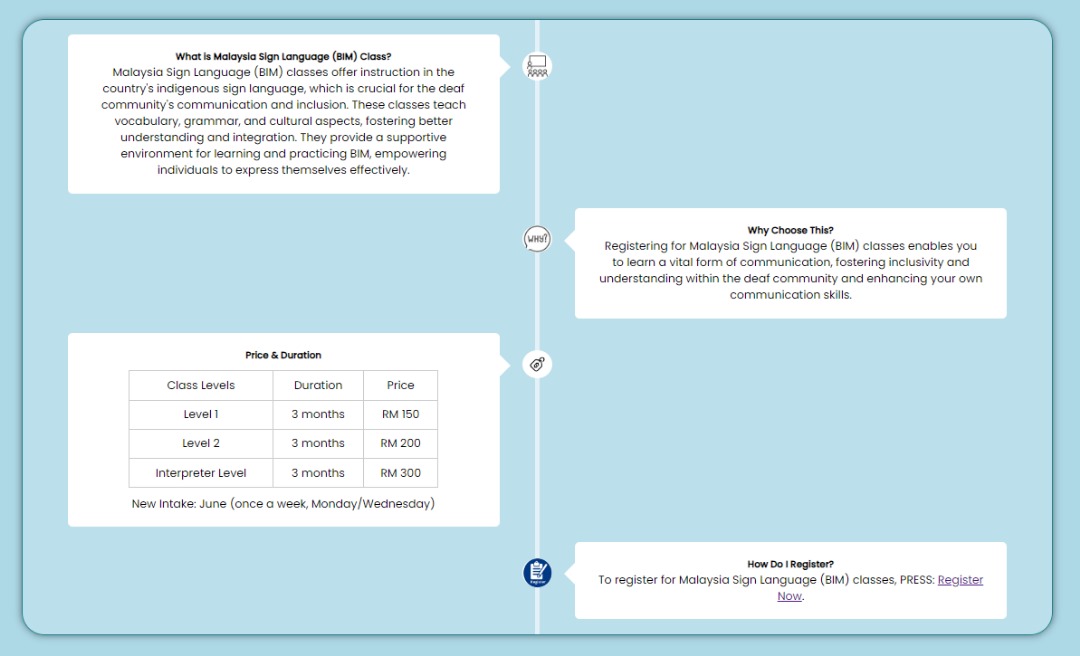 What is Malaysia Sign Language (BIM) Class?
Malaysia Sign Language (BIM) classes offer instruction in the
country's indigenous sign language, which is crucial for the deaf
community's communication and inclusion. These classes teach
vocabulary, grammar, and cultural aspects, fostering better
understanding and integration. They provide a supportive
environment for learning and practicing BIM, empowering
individuals to express themselves effectively.
WHY?
Why Choose This?
Registering for Malaysia Sign Language (BIM) classes enables you
to learn a vital form of communication, fostering inclusivity and
understanding within the deaf community and enhancing your own
communication skills.
Price & Duration
Class Levels Duration Price
Level 1 3 months RM 150
Level 2 3 months RM 200
Interpreter Level 3 months RM 300
New Intake: June (once a week, Monday/Wednesday)
Register
How Do I Register?
To register for Malaysia Sign Language (BIM) classes, PRESS: Register
Now.